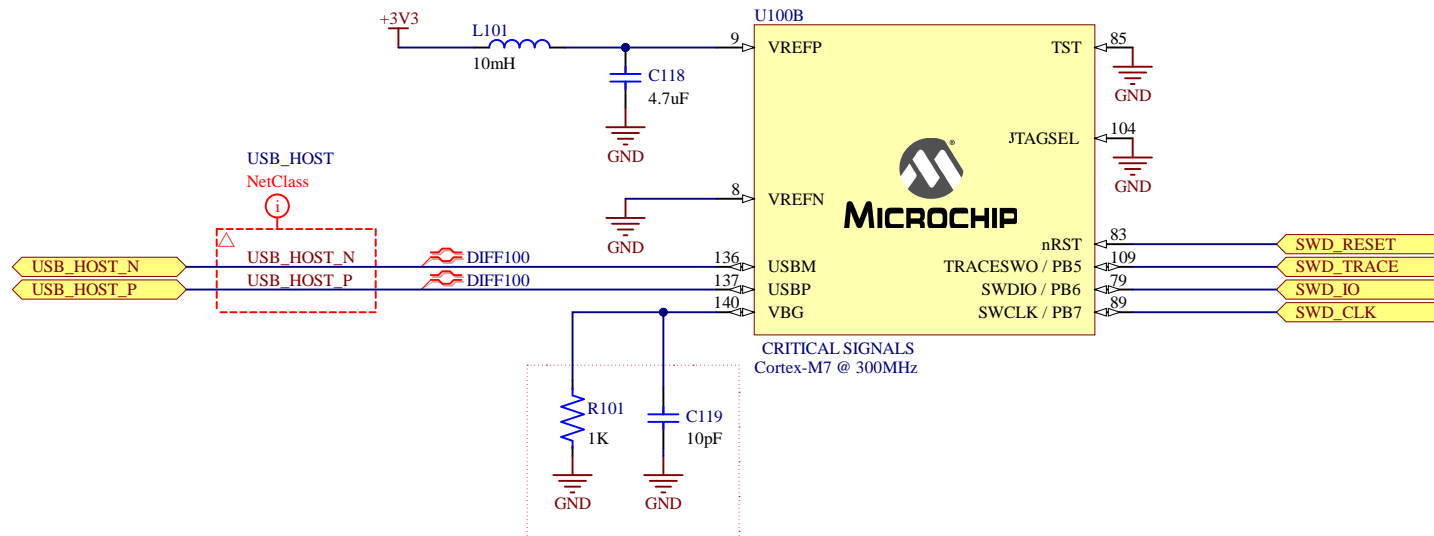 U100B
+3V3
L101
10mH
C118
4.7uF
GND
9
VREFP
TST
85
GND
JTAGSEL
104
GND
MICROCHIP
®
USB_HOST
NetClass
i
8
VREFN
GND
nRST
83
SWD_RESET
USB_HOST_N
USB_HOST_N
DIFF100
136
USBM
TRACESWO / PB5
109
SWD_TRACE
USB_HOST_P
USB_HOST_P
DIFF100
137
USBP
SWDIO / PB6
79
SWD_IO
140
VBG
SWCLK / PB7
89
SWD_CLK
CRITICAL SIGNALS
Cortex-M7 @ 300MHz
R101
1K
GND
C119
10pF
GND